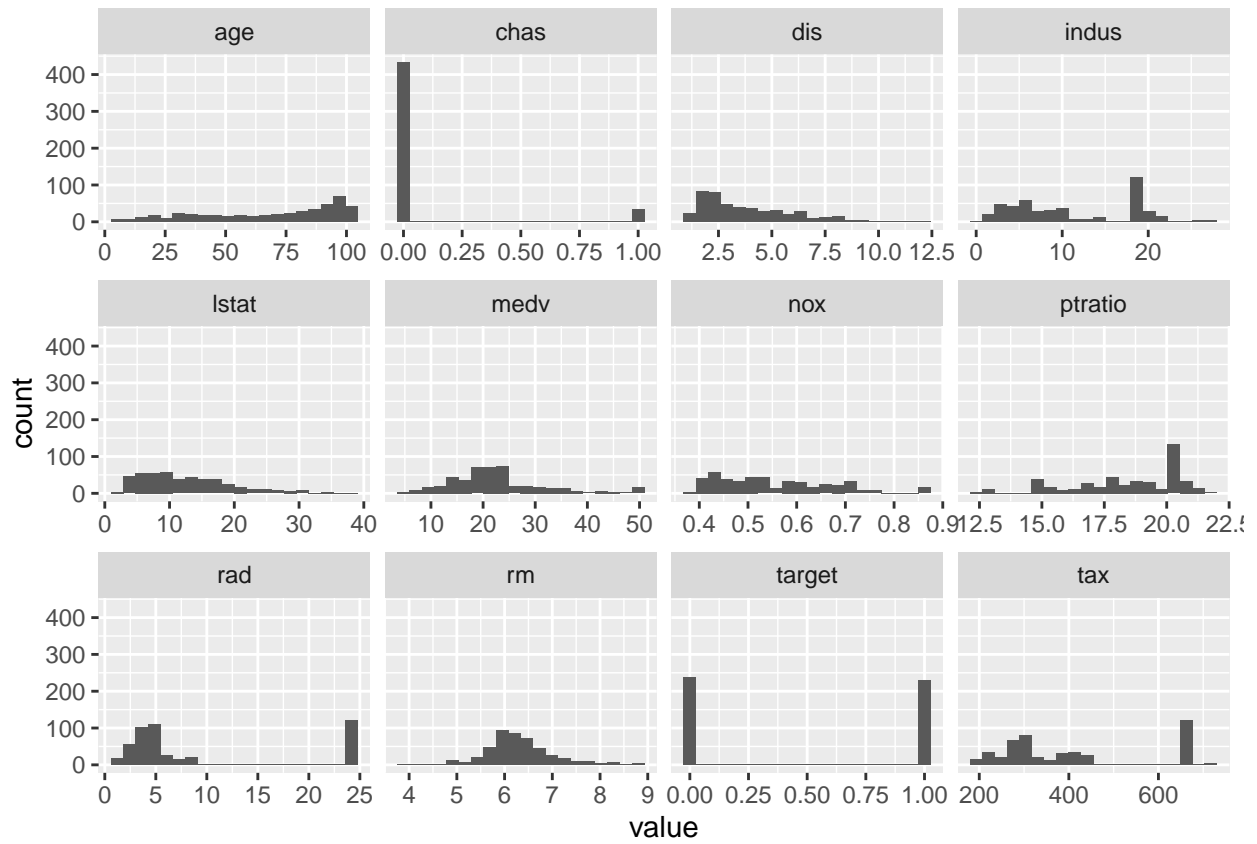 age chas dis indus
400
300
200
100
0
0 25 50 75 100 0.00 0.25 0.50 0.75 1.00 2.5 5.0 7.5 10.0 12.5 0 10 20
lstat medv nox ptratio
400
300
200
100
0
0 10 20 30 40 10 20 30 40 50 0.4 0.5 0.6 0.7 0.8 0.9 12.5 15.0 17.5 20.0 22.5
count
rad rm target tax
400
300
200
100
0
0 5 10 15 20 25 4 5 6 7 8 9 0.00 0.25 0.50 0.75 1.00 200 400 600
value